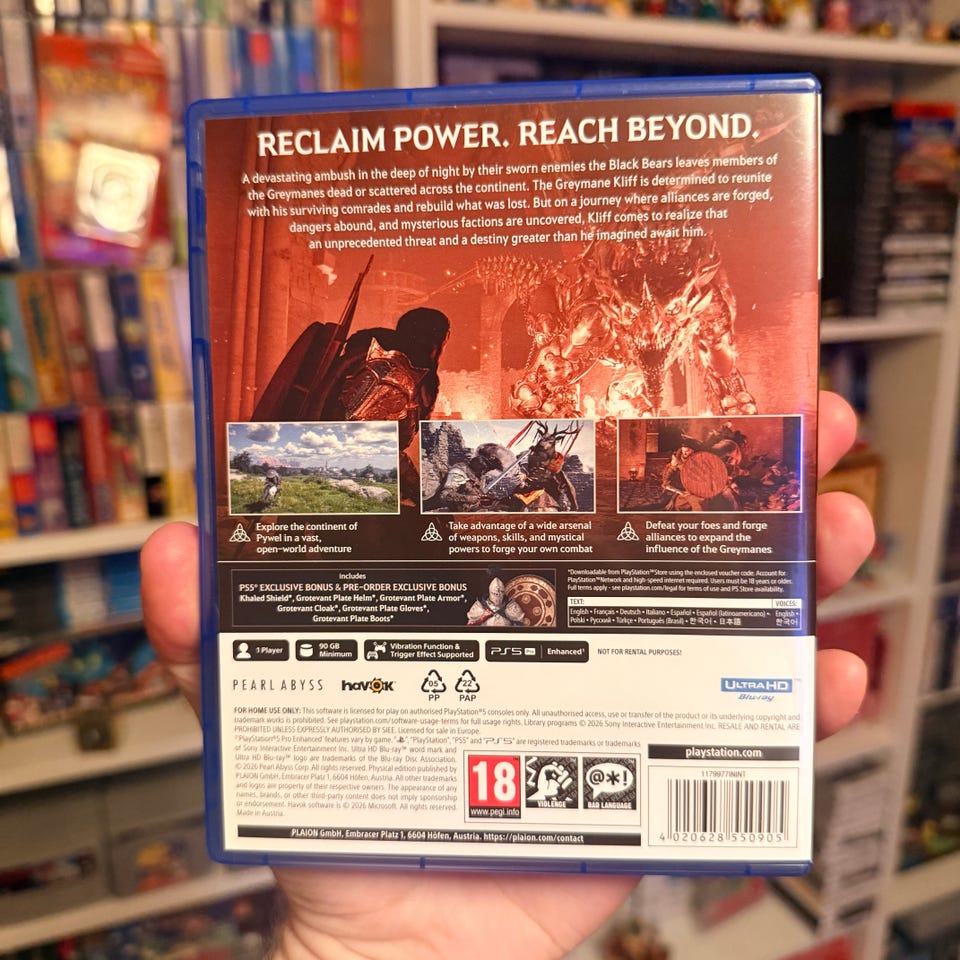 RECLAIM POWER. REACH BEYOND.
A devastating ambush in the deep of night by their sworn enemies the Black Bears leaves members of
the Greymanes dead or scattered across the continent. The Greymane Kliff is determined to reunite
with his surviving comrades and rebuild what was lost. But on a journey where alliances are forged,
dangers abound, and mysterious factions are uncovered, Kliff comes to realize that
an unprecedented threat and a destiny greater than he imagined await him.
Explore the continent of
Pywel in a vast,
open-world adventure
Take advantage of a wide arsenal
of weapons, skills, and mystical
powers to forge your own combat
Defeat your foes and forge
alliances to expand the
influence of the Greymanes
includes
PS5® EXCLUSIVE BONUS & PRE-ORDER EXCLUSIVE BONUS
Khaled Shield*, Grotevant Plate Helm*, Grotevant Plate Armor*,
Grotevant Cloak*, Grotevant Plate Gloves*,
Grotevant Plate Boots*
*Downloaded from PlayStation™Store using the enclosed voucher code: Account for
PlayStation™Network and high-speed internet required. Users must be 18 years or older.
Full terms apply - see playstation.com/legal for terms of use and PS Store availability.
TEXT: VOICES:
English • Français • Deutsch • Italiano • Español • Español (latinoamericano) • English •
Polski • Русский • Türkçe • Português (Brasil) • 한국어 • 日本語 한국어
1 Player
90 GB
Minimum
Vibration Function &
Trigger Effect Supported
PS5 Pro Enhanced*
NOT FOR RENTAL PURPOSES!
PEARL ABYSS
havok
05
PP
22
PAP
ULTRA HD
Blu-ray™
FOR HOME USE ONLY: This software is licensed for play on authorised PlayStation®5 consoles only. All unauthorised access, use or transfer of the product or its underlying copyright and
trademark works is prohibited. See playstation.com/software-usage-terms for full usage rights. Library programs © 2026 Sony Interactive Entertainment Inc. RESALE AND RENTAL ARE
PROHIBITED UNLESS EXPRESSLY AUTHORISED BY SIEE. Licensed for sale in Europe.
*PlayStation®5 Pro Enhanced" features vary by game. "PlayStation", "PS5" and "PS5" are registered trademarks or trademarks
of Sony Interactive Entertainment Inc. Ultra HD Blu-ray™ word mark and
Ultra HD Blu-ray™ logo are trademarks of the Blu-ray Disc Association.
© 2026 Pearl Abyss Corp. All rights reserved. Physical edition published by
PLAION GmbH, Embracer Platz 1, 6604 Höfen, Austria. All other trademarks
and logos are property of their respective owners. The appearance of any
names, brands, or other third-party content does not imply sponsorship
or endorsement. Havok software is © 2026 Microsoft. All rights reserved.
Made in Austria.
18
www.pegi.info
VIOLENCE
@*!
BAD LANGUAGE
playstation.com
1179977ININT
4 020628 550905
PLAION GmbH, Embracer Platz 1, 6604 Höfen, Austria. https://plaion.com/contact